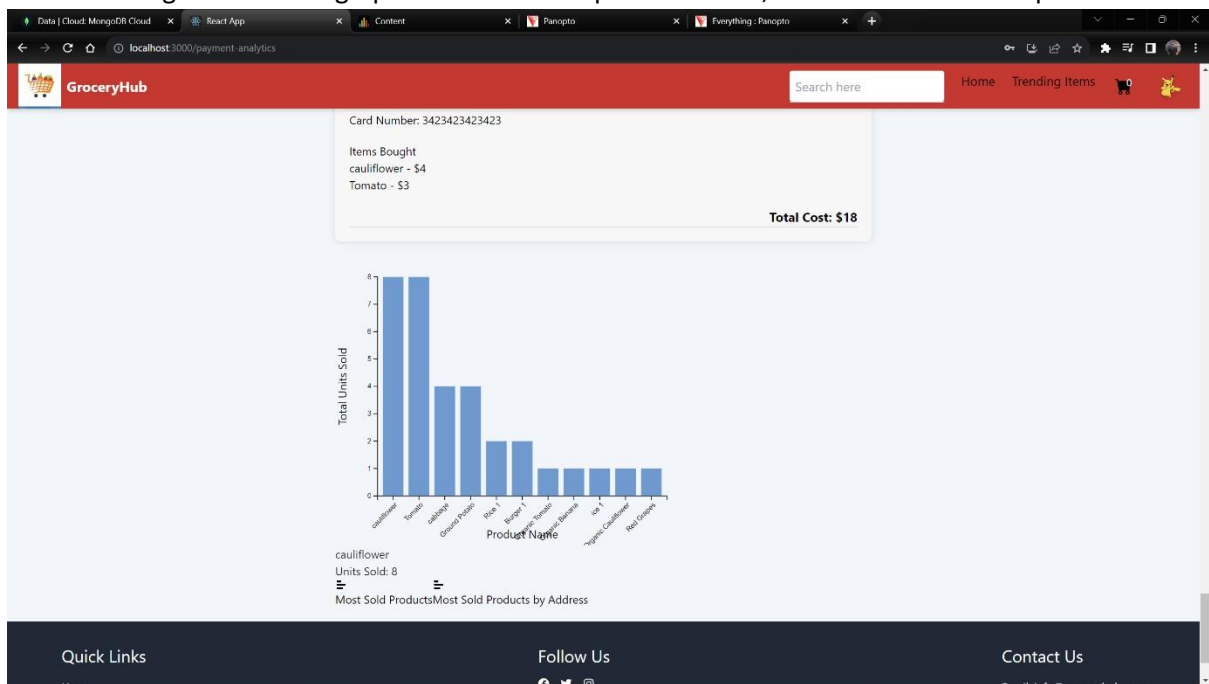 Data | Cloud: MongoDB Cloud
React App
Content
Panopto
Everything : Panopto
localhost:3000/payment-analytics
GroceryHub
Search here
Home
Trending Items
0
Card Number: 3423423423423
Items Bought
cauliflower - $4
Tomato - $3
Total Cost: $18
Total Units Sold
8
7
6
5
4
3
2
1
0
cauliflower
Tomato
cabbage
Ground Potato
Rice 1
Burger 1
Organic Tomato
Organic Banana
ice 1
Organic Cauliflower
Red Grapes
Product Name
cauliflower
Units Sold: 8
Most Sold Products
Most Sold Products by Address
Quick Links
Follow Us
Contact Us